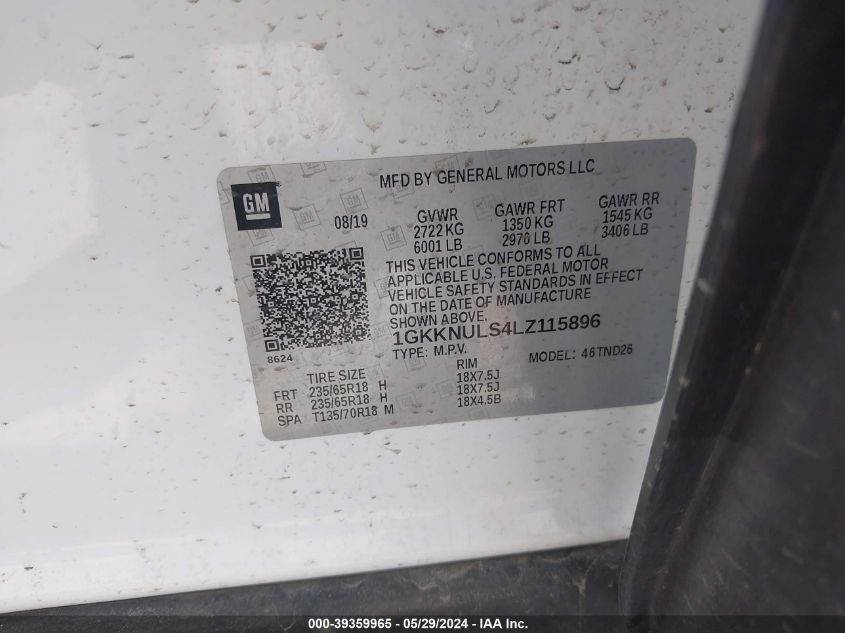 MFD BY GENERAL MOTORS LLC
GM
08/19 GVWR GAWR FRT GAWR RR
2722 KG 1350 KG 1545 KG
6001 LB 2976 LB 3406 LB
THIS VEHICLE CONFORMS TO ALL
APPLICABLE U.S. FEDERAL MOTOR
VEHICLE SAFETY STANDARDS IN EFFECT
ON THE DATE OF MANUFACTURE
SHOWN ABOVE.
1GKKNULS4LZ115896
8624
TYPE: M.P.V. MODEL: 46TND26
TIRE SIZE RIM
FRT 235/65R18 H 18X7.5J
RR 235/65R18 H 18X7.5J
SPA T135/70R18 M 18X4.5B
000-39359965 - 05/29/2024 - IAA Inc.